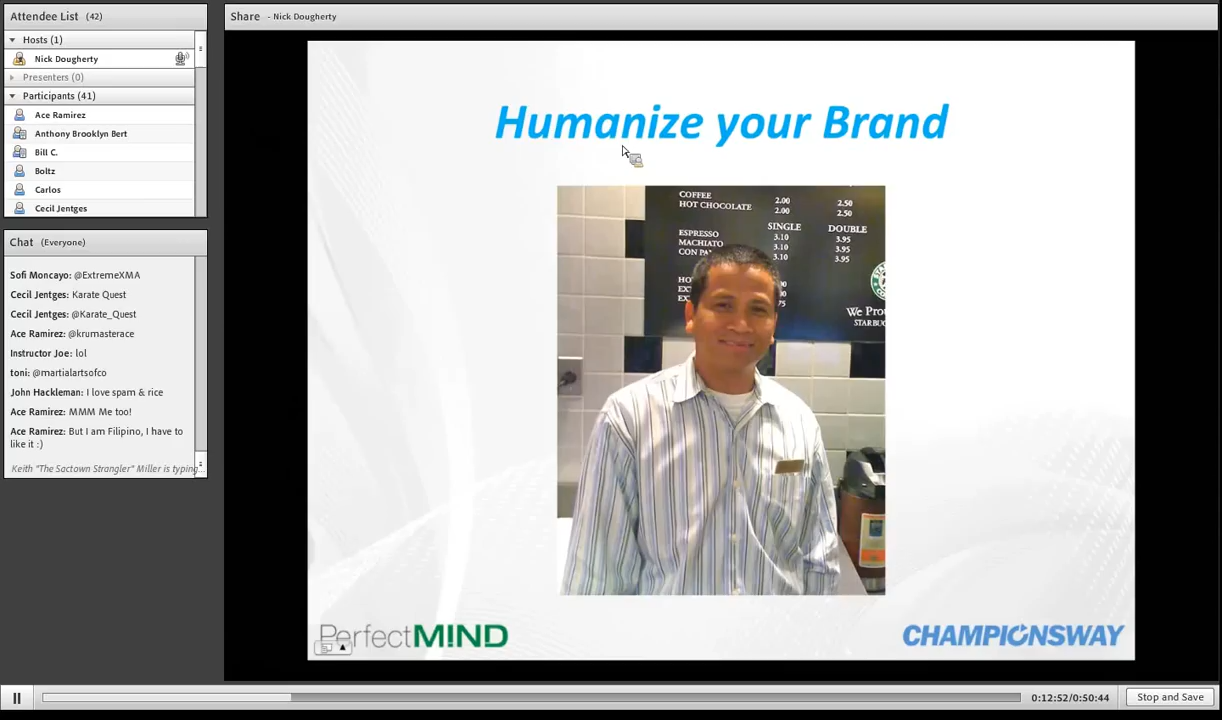 Attendee List (42)
Hosts (1)
Nick Dougherty
Presenters (0)
Participants (41)
Ace Ramirez
Anthony Brooklyn Bert
Bill C.
Boltz
Carlos
Cecil Jentges
Chat (Everyone)
Sofi Moncayo: @ExtremeXMA
Cecil Jentges: Karate Quest
Cecil Jentges: @Karate_Quest
Ace Ramirez: @krumasterace
Instructor Joe: lol
toni: @martialartsofco
John Hackleman: I love spam & rice
Ace Ramirez: MMM Me too!
Ace Ramirez: But I am Filipino, I have to
like it :)
Keith "The Sactown Strangler" Miller is typing...
Share - Nick Dougherty
Humanize your Brand
COFFEE 2.00 2.50
HOT CHOCOLATE 2.00 2.50
SINGLE DOUBLE
ESPRESSO 3.10 3.95
MACHIATO 3.10 3.95
CON 3.10 3.95
We
PerfectMIND
CHAMPIONSWAY
0:12:52/0:50:44
Stop and Save